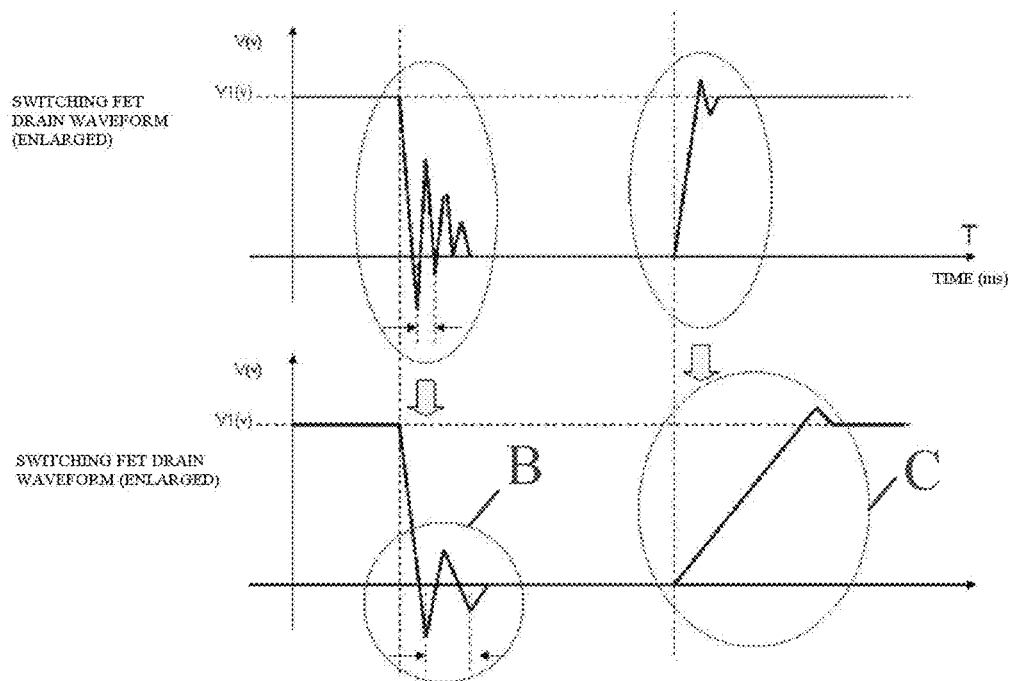 V(v)
V1(v)
SWITCHING FET
DRAIN WAVEFORM
(ENLARGED)
T
TIME (ms)
V(v)
V1(v)
SWITCHING FET DRAIN
WAVEFORM (ENLARGED)
B
C